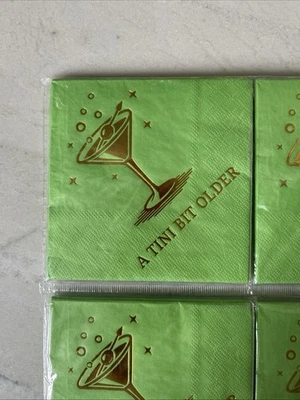 A TINI BIT OLDER